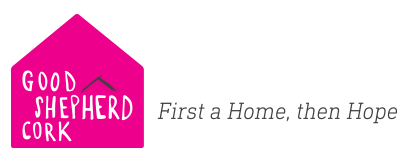 GOOD
SHEPHERD
CORK
First a Home, then Hope